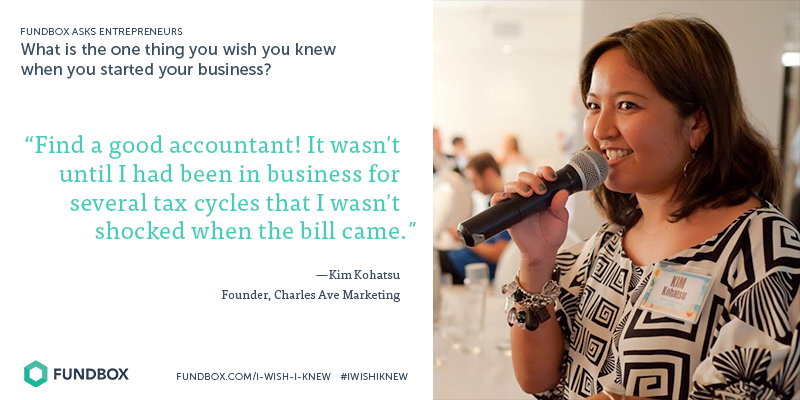 FUNDBOX ASKS ENTREPRENEURS
What is the one thing you wish you knew
when you started your business?
“Find a good accountant! It wasn't
until I had been in business for
several tax cycles that I wasn't
shocked when the bill came.”
—Kim Kohatsu
Founder, Charles Ave Marketing
FUNDBOX
FUNDBOX.COM/I-WISH-I-KNEW #IWISHIKNEW
KIM
Kohatsu